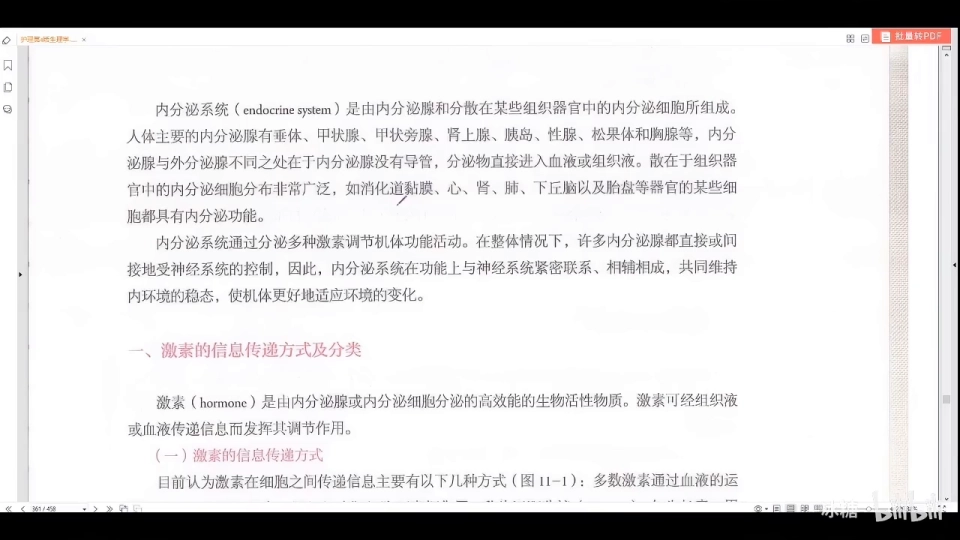 批量转PDF
内分泌系统（endocrine system）是由内分泌腺和分散在某些组织器官中的内分泌细胞所组成。
人体主要的内分泌腺有垂体、甲状腺、甲状旁腺、肾上腺、胰岛、性腺、松果体和胸腺等，内分
泌腺与外分泌腺不同之处在于内分泌腺没有导管，分泌物直接进入血液或组织液。散在于组织器
官中的内分泌细胞分布非常广泛，如消化道黏膜、心、肾、肺、下丘脑以及胎盘等器官的某些细
胞都具有内分泌功能。
内分泌系统通过分泌多种激素调节机体功能活动。在整体情况下，许多内分泌腺都直接或间
接地受神经系统的控制，因此，内分泌系统在功能上与神经系统紧密联系、相辅相成，共同维持
内环境的稳态，使机体更好地适应环境的变化。
一、激素的信息传递方式及分类
激素（hormone）是由内分泌腺或内分泌细胞分泌的高效能的生物活性物质。激素可经组织液
或血液传递信息而发挥其调节作用。
（一）激素的信息传递方式
目前认为激素在细胞之间传递信息主要有以下几种方式（图 11-1）：多数激素通过血液的运
361/458
bilibili